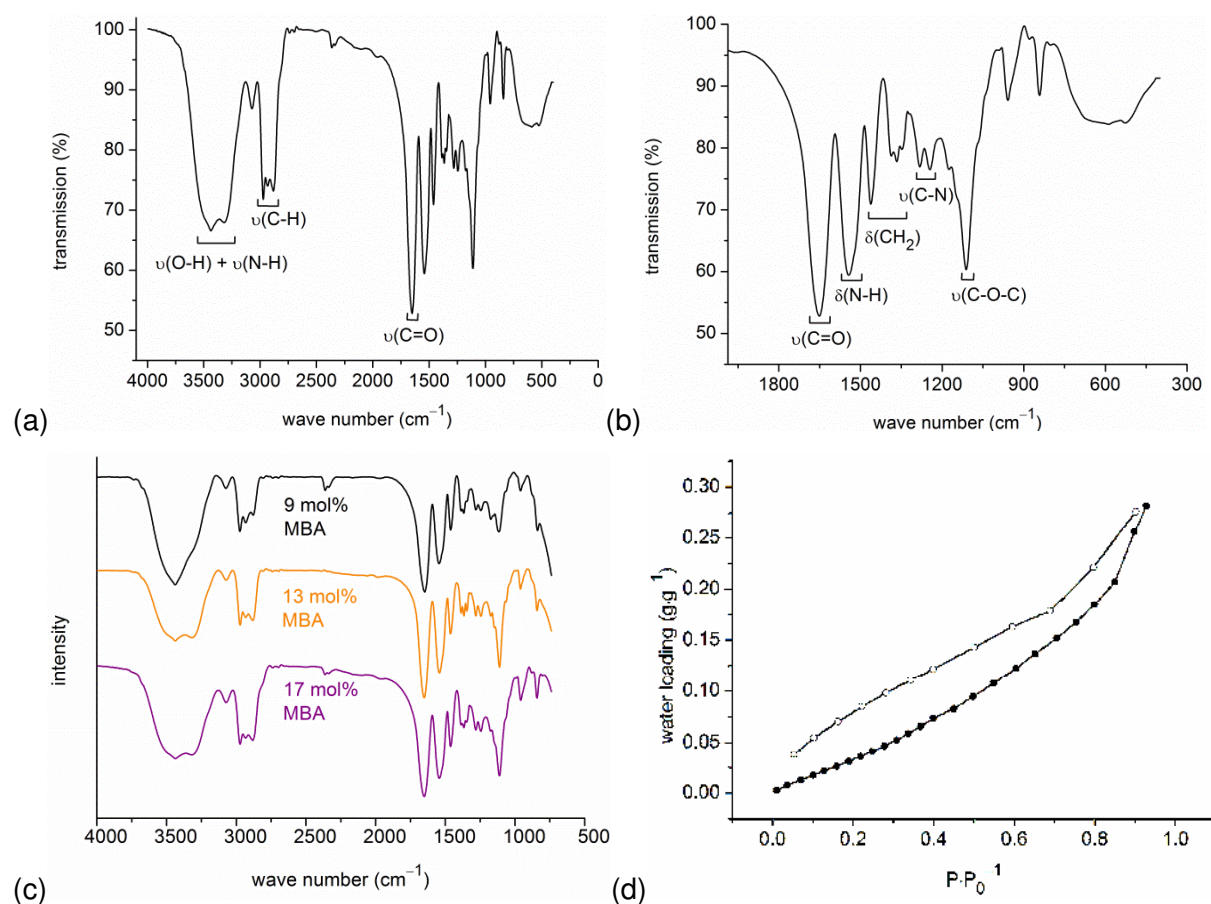 100
90
80
70
60
50
transmission (%)
υ(C-H)
υ(O-H) + υ(N-H)
υ(C=O)
4000 3500 3000 2500 2000 1500 1000 500 0
wave number (cm⁻¹)
(a)
100
90
80
70
60
50
transmission (%)
υ(C-N)
δ(CH₂)
δ(N-H)
υ(C-O-C)
υ(C=O)
1800 1500 1200 900 600 300
wave number (cm⁻¹)
(b)
intensity
9 mol%
MBA
13 mol%
MBA
17 mol%
MBA
4000 3500 3000 2500 2000 1500 1000 500
wave number (cm⁻¹)
(c)
0.30
0.25
0.20
0.15
0.10
0.05
0.00
water loading (g·g⁻¹)
0.0 0.2 0.4 0.6 0.8 1.0
P·P₀⁻¹
(d)